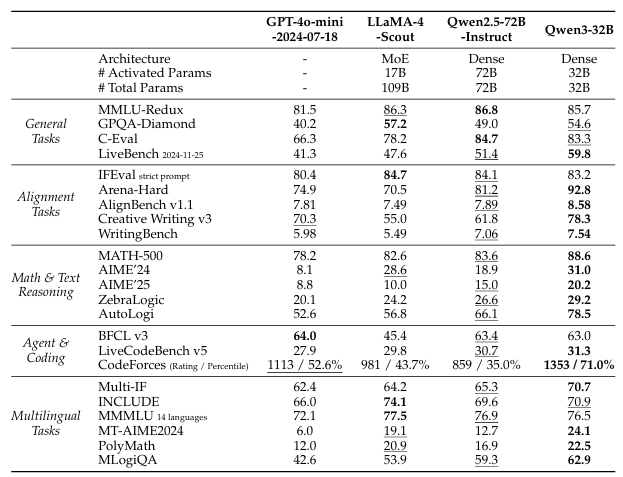 GPT-4o-mini LLaMA-4 Qwen2.5-72B Qwen3-32B
-2024-07-18 -Scout -Instruct
Architecture - MoE Dense Dense
# Activated Params - 17B 72B 32B
# Total Params - 109B 72B 32B
General Tasks
MMLU-Redux 81.5 86.3 86.8 85.7
GPQA-Diamond 40.2 57.2 49.0 54.6
C-Eval 66.3 78.2 84.7 83.3
LiveBench 2024-11-25 41.3 47.6 51.4 59.8
Alignment Tasks
IFEval strict prompt 80.4 84.7 84.1 83.2
Arena-Hard 74.9 70.5 81.2 92.8
AlignBench v1.1 7.81 7.49 7.89 8.58
Creative Writing v3 70.3 55.0 61.8 78.3
WritingBench 5.98 5.49 7.06 7.54
Math & Text Reasoning
MATH-500 78.2 82.6 83.6 88.6
AIME'24 8.1 28.6 18.9 31.0
AIME'25 8.8 10.0 15.0 20.2
ZebraLogic 20.1 24.2 26.6 29.2
AutoLogi 52.6 56.8 66.1 78.5
Agent & Coding
BFCL v3 64.0 45.4 63.4 63.0
LiveCodeBench v5 27.9 29.8 30.7 31.3
CodeForces (Rating / Percentile) 1113 / 52.6% 981 / 43.7% 859 / 35.0% 1353 / 71.0%
Multilingual Tasks
Multi-IF 62.4 64.2 65.3 70.7
INCLUDE 66.0 74.1 69.6 70.9
MMMLU 14 languages 72.1 77.5 76.9 76.5
MT-AIME2024 6.0 19.1 12.7 24.1
PolyMath 12.0 20.9 16.9 22.5
MLogiQA 42.6 53.9 59.3 62.9